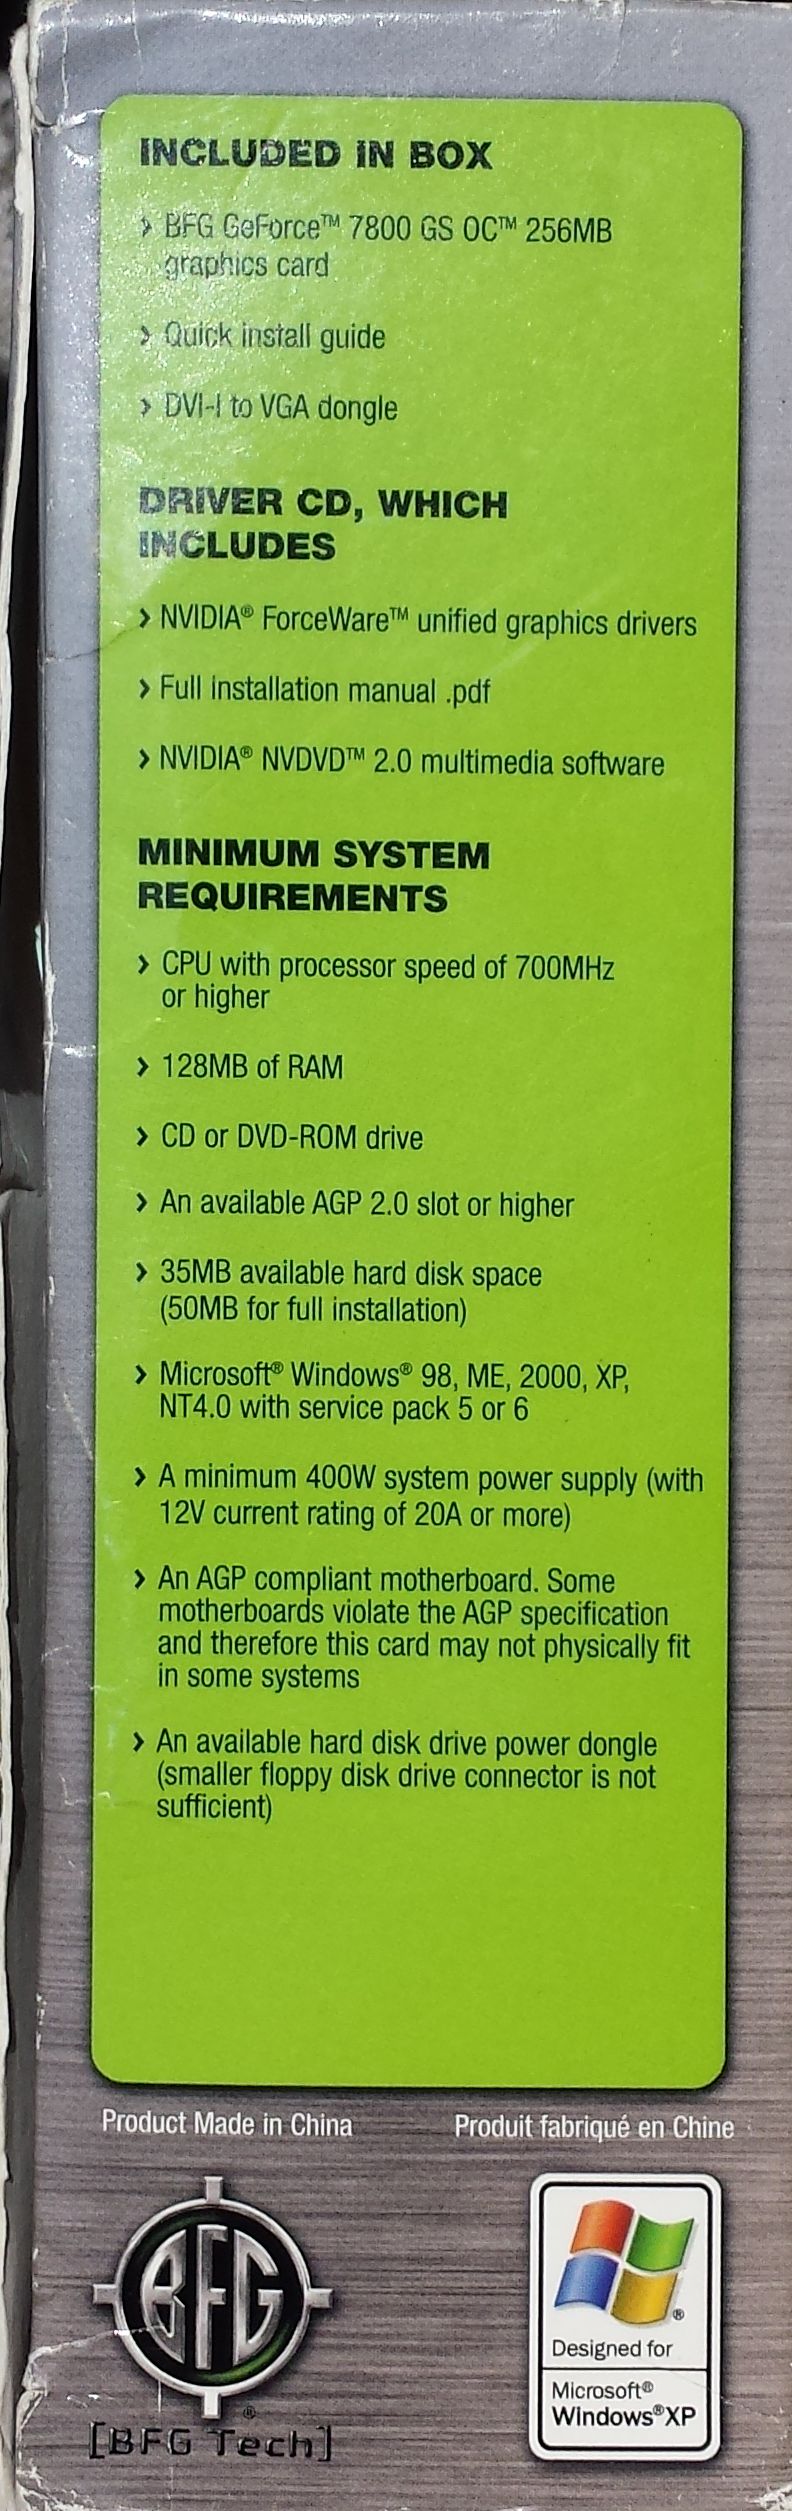 INCLUDED IN BOX
› BFG GeForce™ 7800 GS OC™ 256MB
graphics card
› Quick install guide
› DVI-I to VGA dongle
DRIVER CD, WHICH
INCLUDES
› NVIDIA® ForceWare™ unified graphics drivers
› Full installation manual .pdf
› NVIDIA® NVDVD™ 2.0 multimedia software
MINIMUM SYSTEM
REQUIREMENTS
› CPU with processor speed of 700MHz
or higher
› 128MB of RAM
› CD or DVD-ROM drive
› An available AGP 2.0 slot or higher
› 35MB available hard disk space
(50MB for full installation)
› Microsoft® Windows® 98, ME, 2000, XP,
NT4.0 with service pack 5 or 6
› A minimum 400W system power supply (with
12V current rating of 20A or more)
› An AGP compliant motherboard. Some
motherboards violate the AGP specification
and therefore this card may not physically fit
in some systems
› An available hard disk drive power dongle
(smaller floppy disk drive connector is not
sufficient)
Product Made in China
Produit fabriqué en Chine
BFG
®
[BFG Tech]
®
Designed for
Microsoft®
Windows®XP